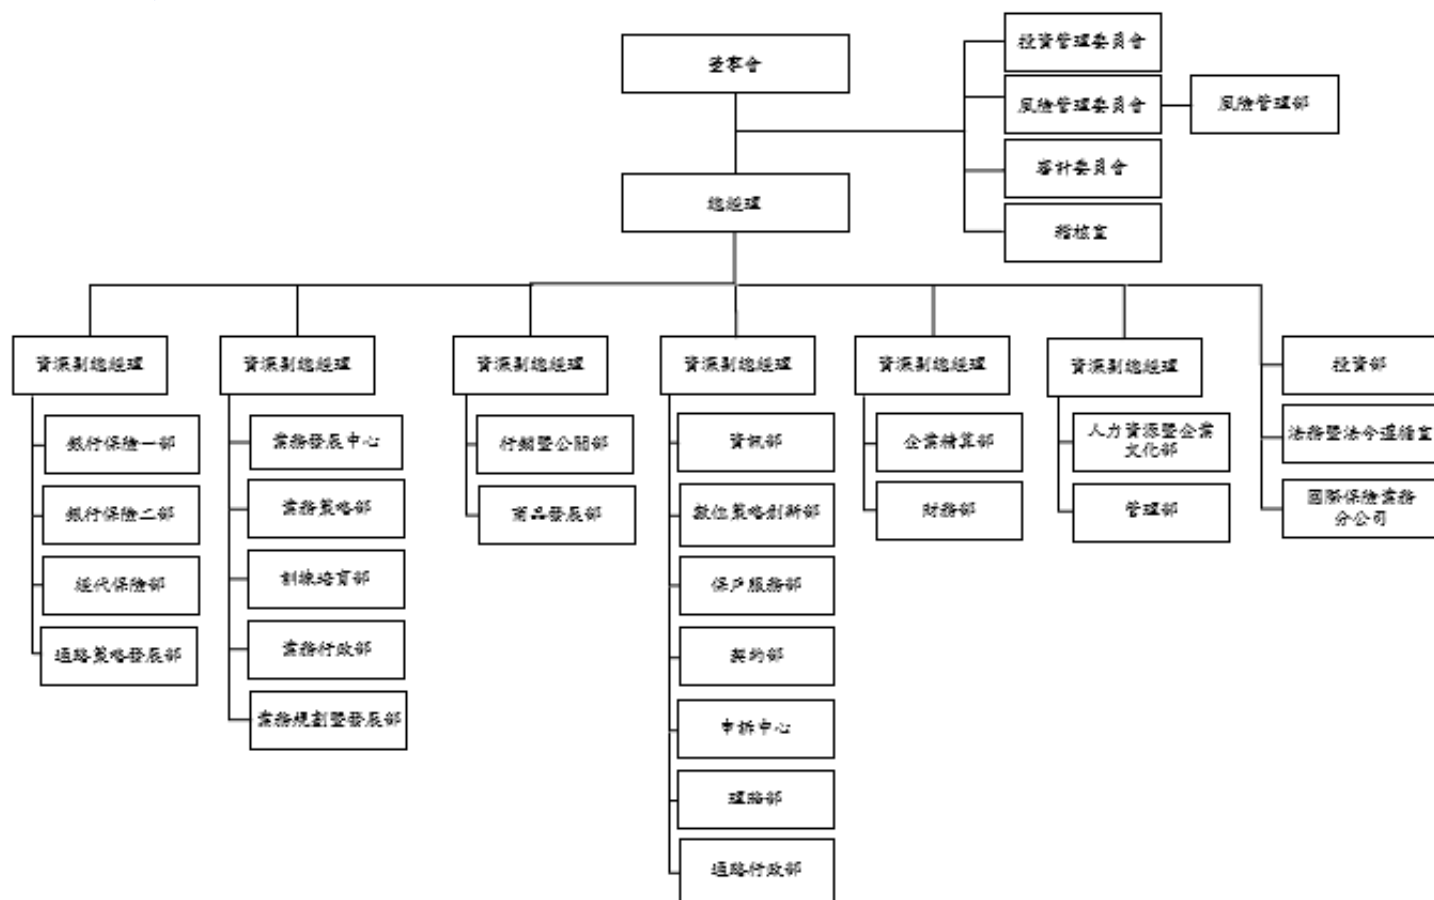 董事會
投資管理委員會
風險管理委員會
風險管理部
審計委員會
稽核室
總經理
資深副總經理
資深副總經理
資深副總經理
資深副總經理
資深副總經理
資深副總經理
投資部
法務暨法令遵循室
國際保險業務
分公司
銀行保險一部
銀行保險二部
經代保險部
通路策略發展部
業務發展中心
業務策略部
訓練培育部
業務行政部
業務規劃暨發展部
行銷暨公關部
商品發展部
資訊部
數位策略創新部
保戶服務部
契約部
申訴中心
理賠部
通路行政部
企業精算部
財務部
人力資源暨企業
文化部
管理部